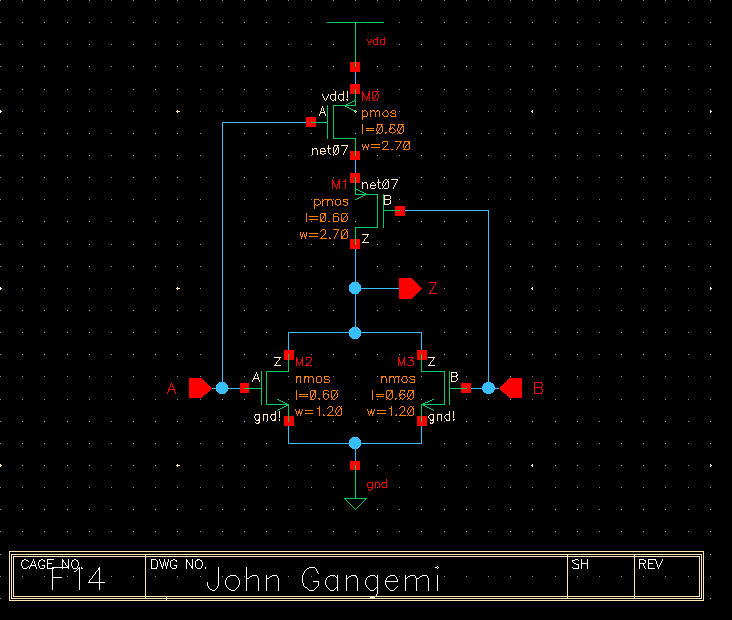 vdd
vdd! M0
A pmos
l=0.60
net07 w=2.70
M1 net07
pmos B
l=0.60
w=2.70 Z
Z
Z M2 M3 Z
A A nmos nmos B B
l=0.60 l=0.60
w=1.20 w=1.20
gnd! gnd!
gnd
CAGE NO. DWG NO. SH REV
F14 John Gangemi